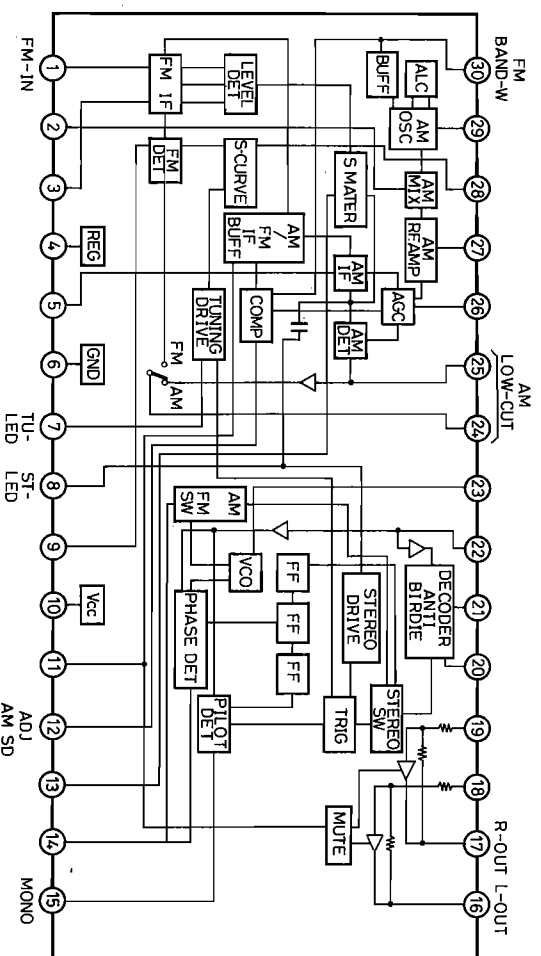 FM
BAND-W
AM
LOW-CUT
R-OUT
L-OUT
30
29
28
27
26
25
24
23
22
21
20
19
18
17
16
BUFF
ALC
AM
OSC
AM
MIX
AM
RFAMP
AGC
DECODER
ANTI
BIRDIE
STEREO
SW
LEVEL
DET
S-CURVE
S MATER
AM
IF
AM
DET
STEREO
DRIVE
TRIG
MUTE
FM IF
FM
DET
AM
/
FM
IF
BUFF
TUNING
DRIVE
COMP
FM
AM
AM
FM
SW
VCO
FF
FF
FF
PHASE DET
PILOT
DET
REG
GND
Vcc
1
2
3
4
5
6
7
8
9
10
11
12
13
14
15
FM-IN
TU-
LED
ST-
LED
ADJ
AM SD
MONO